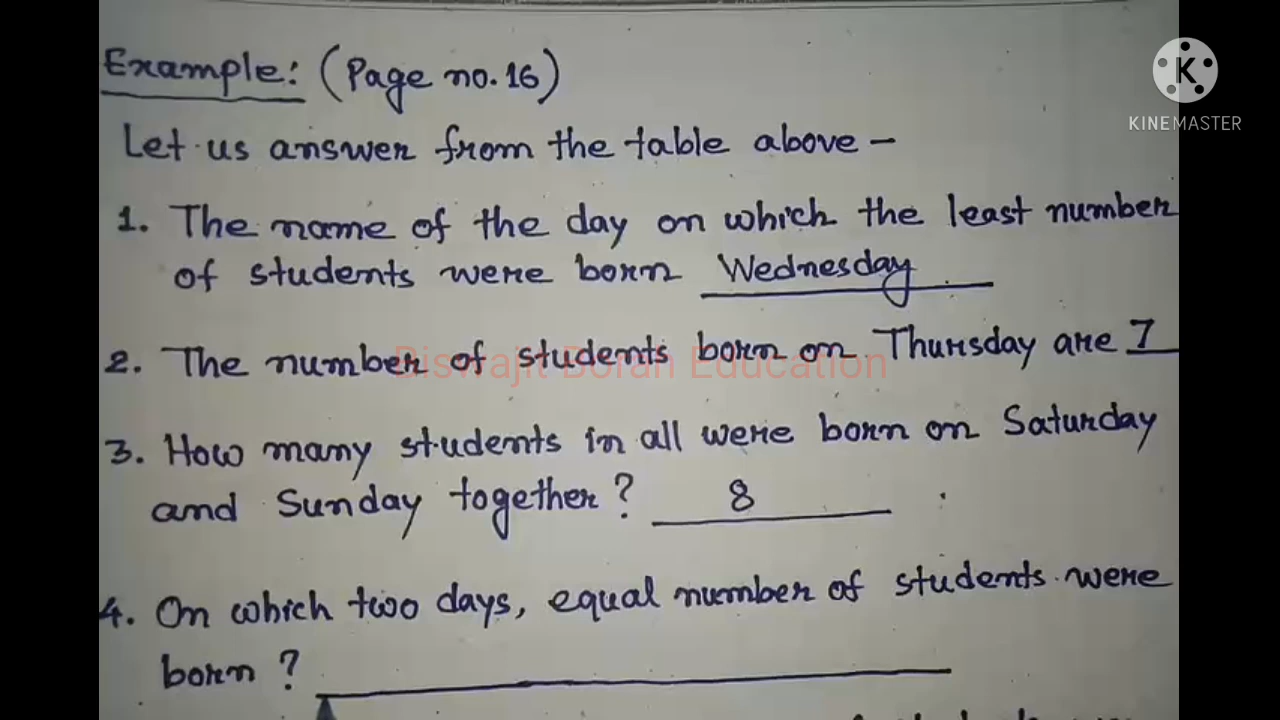 Example: (Page no. 16)
K
KINEMASTER
Let us answer from the table above -
1. The name of the day on which the least number
of students were born Wednesday
2. The number of students born on Thursday are 7
Biswajit Borah Education
3. How many students in all were born on Saturday
and Sunday together? 8
4. On which two days, equal number of students were
born?